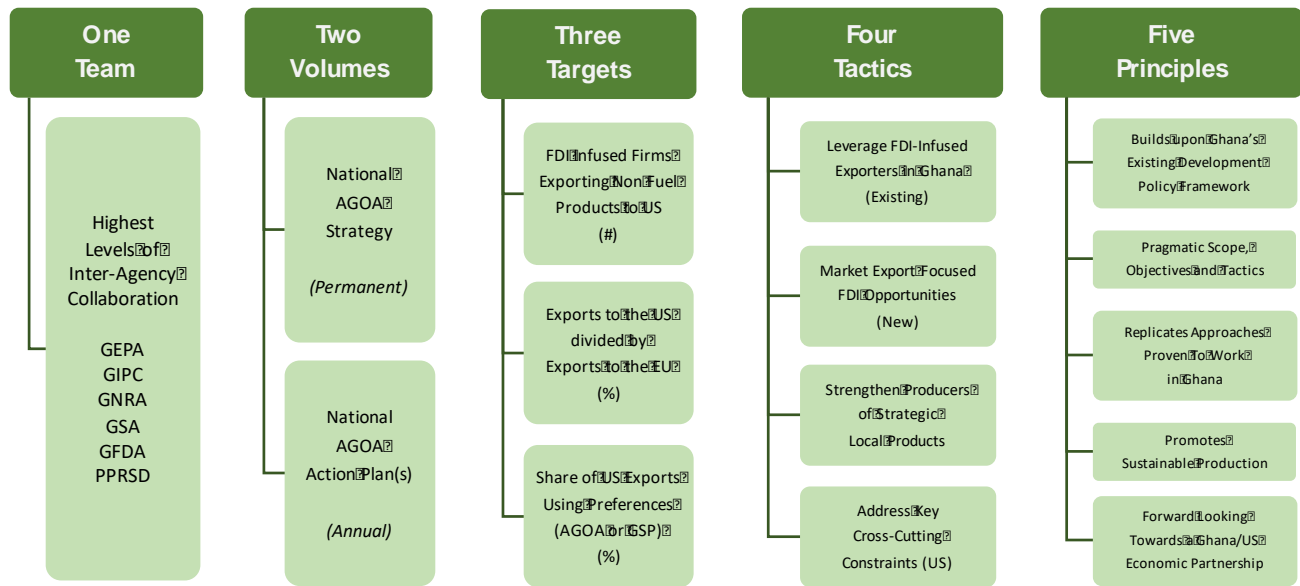 One
Team
Highest
Levels of
Inter-Agency
Collaboration
GEPA
GIPC
GNRA
GSA
GFDA
PPRSD
Two
Volumes
National
AGOA
Strategy
(Permanent)
National
AGOA
Action Plan(s)
(Annual)
Three
Targets
FDI Infused Firms
Exporting Non Fuel
Products to US
(#)
Exports to the US
divided by
Exports to the EU
(%)
Share of US Exports
Using Preferences
(AGOA or GSP)
(%)
Four
Tactics
Leverage FDI-Infused
Exporters in Ghana
(Existing)
Market Export Focused
FDI Opportunities
(New)
Strengthen Producers
of Strategic
Local Products
Address Key
Cross-Cutting
Constraints (US)
Five
Principles
Builds upon Ghana's
Existing Development
Policy Framework
Pragmatic Scope,
Objectives and Tactics
Replicates Approaches
Proven To Work
in Ghana
Promotes
Sustainable Production
Forward Looking
Towards a Ghana/US
Economic Partnership